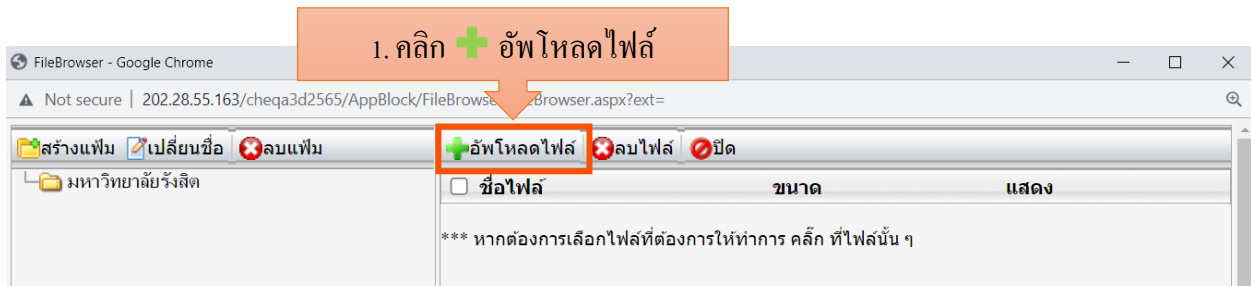 1. คลิก อัพโหลดไฟล์
FileBrowser - Google Chrome
Not secure | 202.28.55.163/cheqa3d2565/AppBlock/FileBrowse Browser.aspx?ext=
สร้างแฟ้ม เปลี่ยนชื่อ ลบแฟ้ม
อัพโหลดไฟล์ ลบไฟล์ ปิด
มหาวิทยาลัยรังสิต
ชื่อไฟล์ ขนาด แสดง
*** หากต้องการเลือกไฟล์ที่ต้องการให้ทำการ คลิ๊ก ที่ไฟล์นั้น ๆ